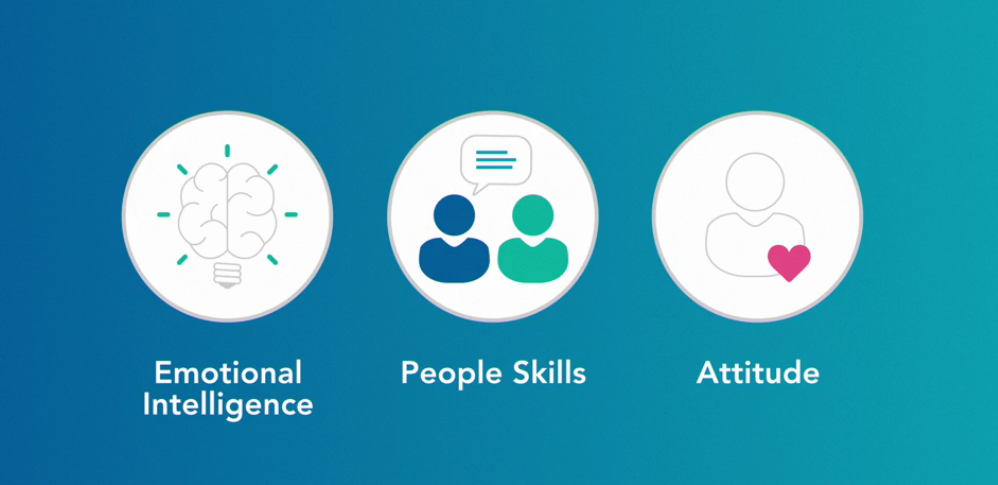 Emotional
Intelligence
People Skills
Attitude